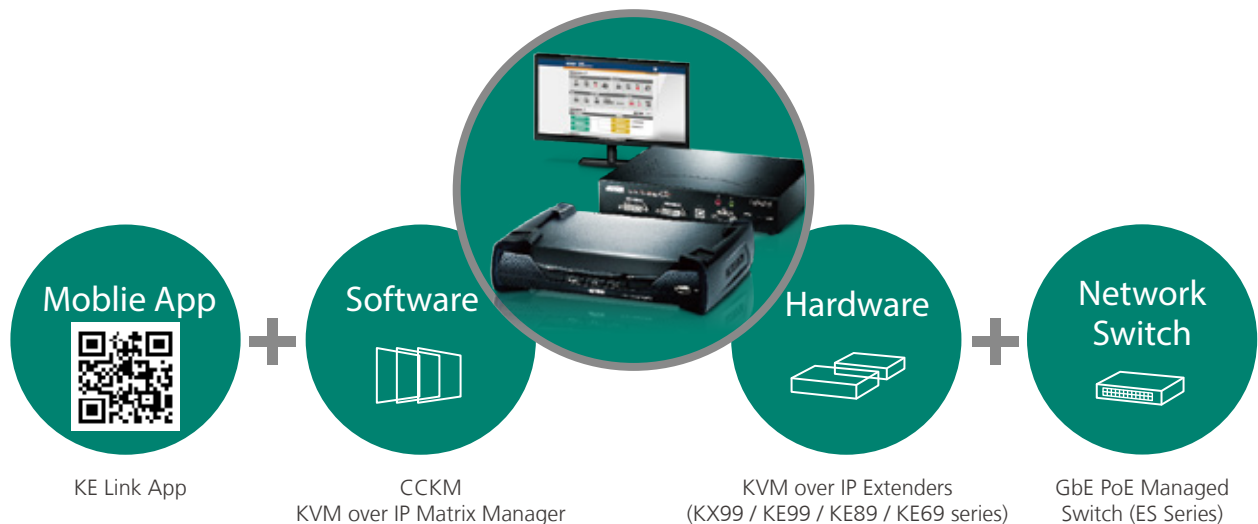 Moblie App
Software
Hardware
Network
Switch
KE Link App
CCKM
KVM over IP Matrix Manager
KVM over IP Extenders
(KX99 / KE99 / KE89 / KE69 series)
GbE PoE Managed
Switch (ES Series)